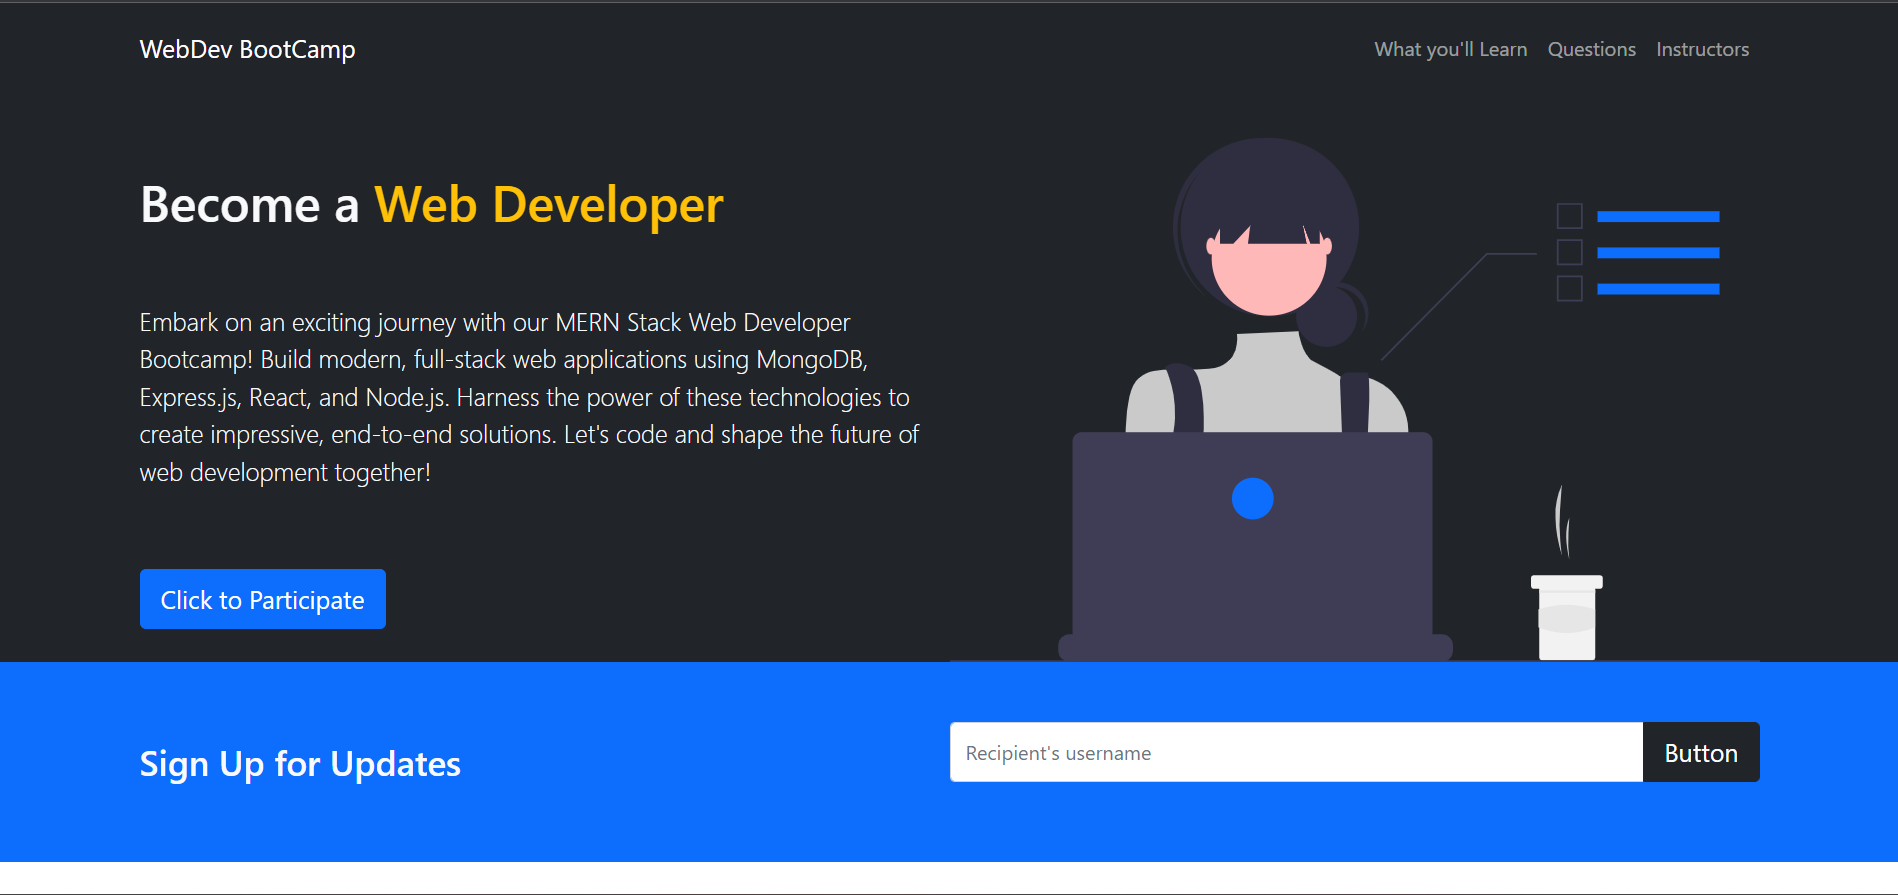 WebDev BootCamp
What you'll Learn Questions Instructors
Become a Web Developer
Embark on an exciting journey with our MERN Stack Web Developer
Bootcamp! Build modern, full-stack web applications using MongoDB,
Express.js, React, and Node.js. Harness the power of these technologies to
create impressive, end-to-end solutions. Let's code and shape the future of
web development together!
Click to Participate
Sign Up for Updates
Recipient's username
Button